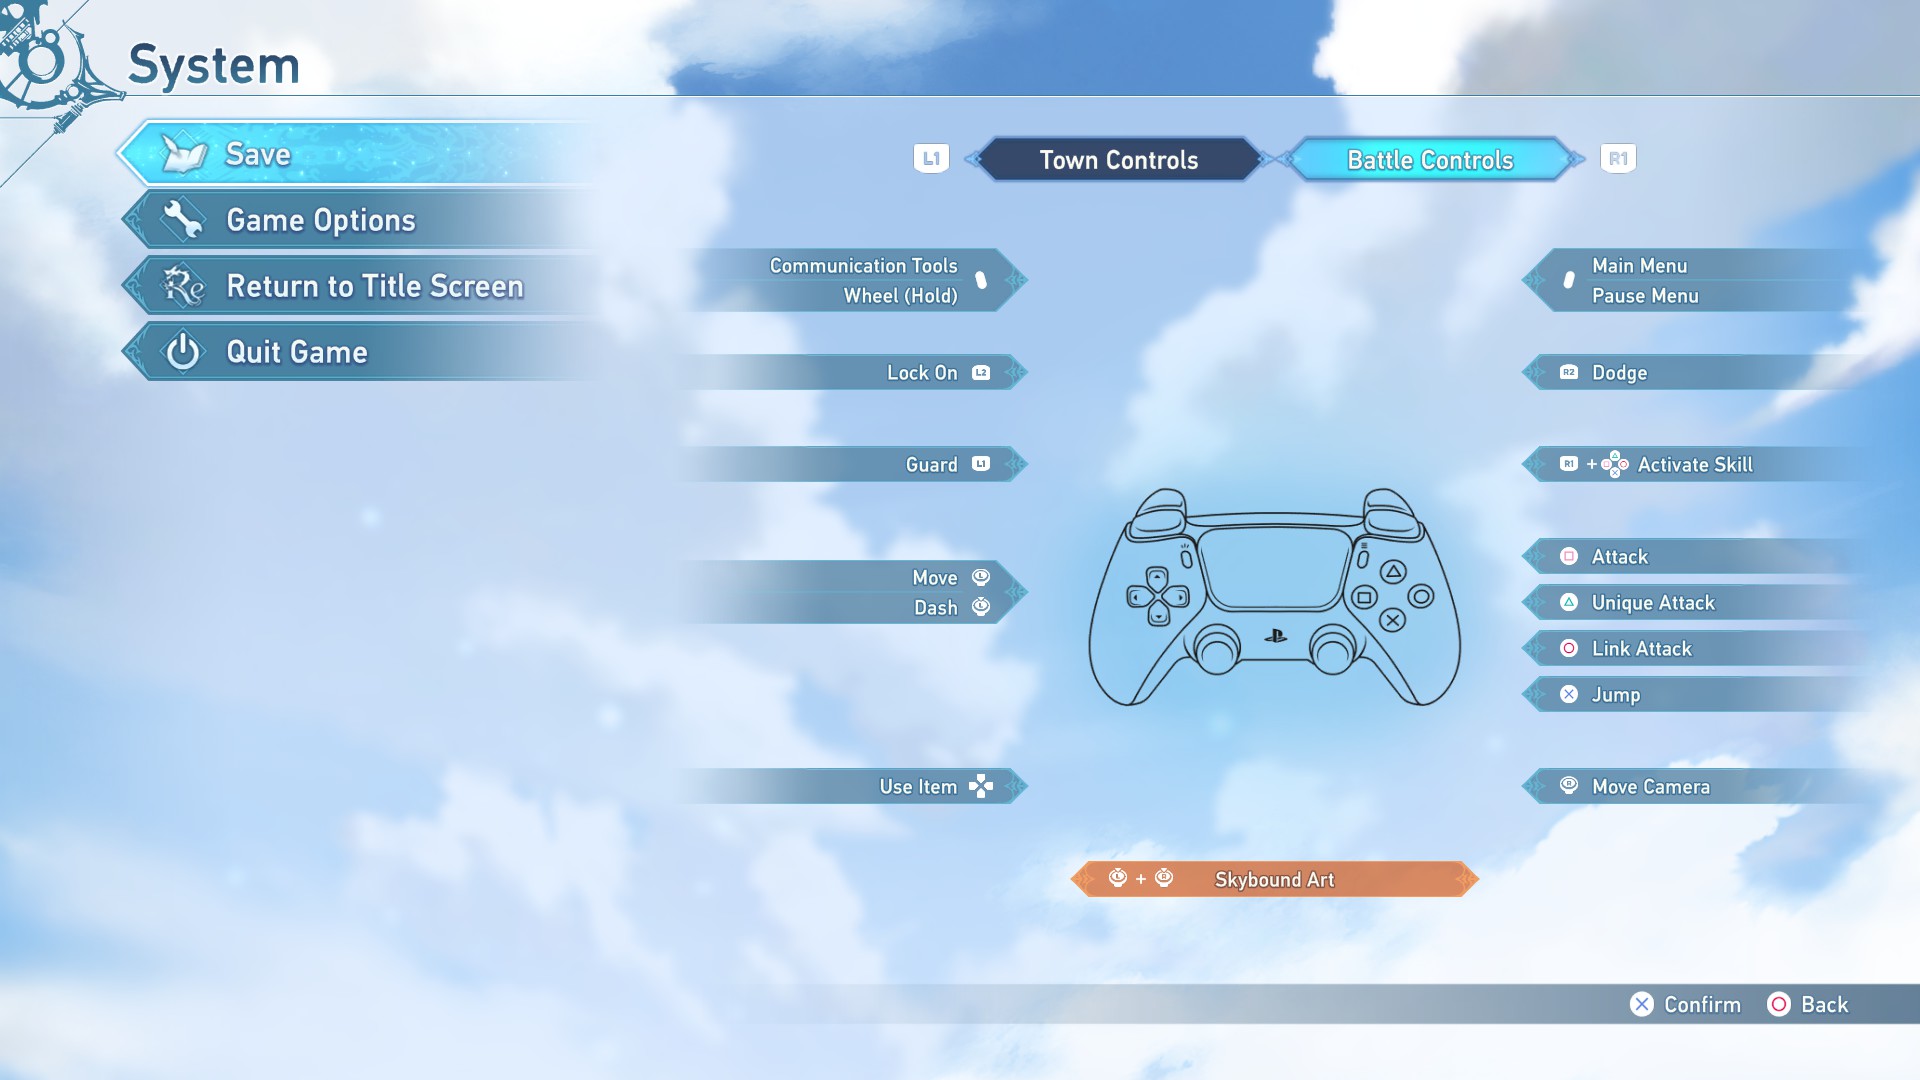 System
Save
Game Options
Return to Title Screen
Quit Game
L1 Town Controls Battle Controls R1
Communication Tools
Wheel (Hold)
Lock On L2
Guard L1
Move L
Dash L
Use Item
Main Menu
Pause Menu
R2 Dodge
R1 + Activate Skill
Attack
Unique Attack
Link Attack
Jump
R Move Camera
L + R Skybound Art
Confirm Back